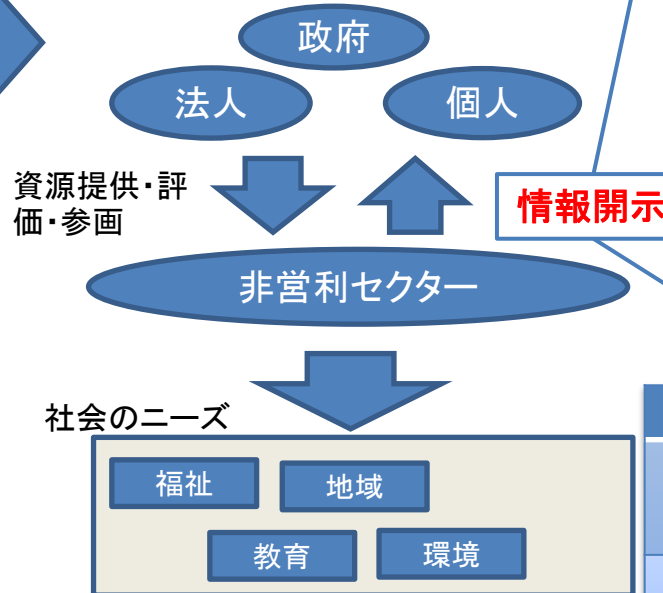 政府
法人
個人
資源提供・評
価・参画
情報開示
非営利セクター
社会のニーズ
福祉
地域
教育
環境